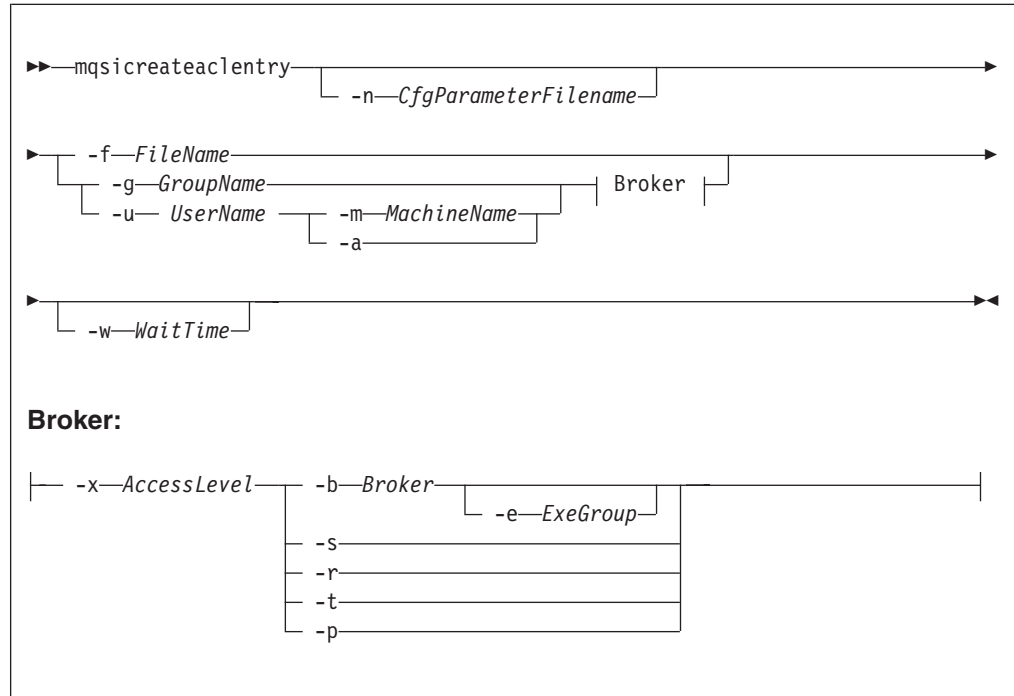 mqsicreateaclentry
-n CfgParameterFilename
-f FileName
-g GroupName Broker
-u UserName -m MachineName
-a
-w WaitTime
Broker:
-x AccessLevel -b Broker
-e ExeGroup
-s
-r
-t
-p